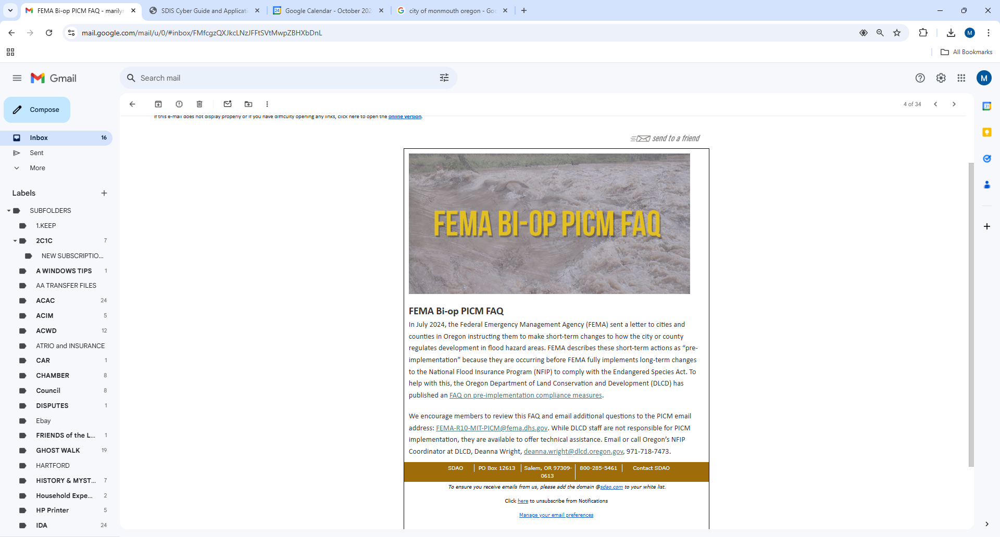 FEMA Bi-op PICM FAQ - marilyn
SDIS Cyber Guide and Applicati
Google Calendar - October 202
city of monmouth oregon - Goo
mail.google.com/mail/u/0/#inbox/FMfcgzQXJkcLNzJFFtSVtMwpZBHXbDnL
M
All Bookmarks
Gmail
Search mail
M
Compose
4 of 34
Inbox 16
Sent
More
Labels
SUBFOLDERS
1.KEEP
2C1C 7
NEW SUBSCRIPTIO...
A WINDOWS TIPS 1
AA TRANSFER FILES
ACAC 24
ACIM 5
ACWD 12
ATRIO and INSURANCE
CAR 1
CHAMBER 8
Council 8
DISPUTES 1
Ebay
FRIENDS of the L... 1
GHOST WALK 19
HARTFORD
HISTORY & MYST... 7
Household Expe... 2
HP Printer 5
IDA 24
If this e-mail does not display properly or if you have difficulty opening any links, click here to open the online version.
send to a friend
FEMA BI-OP PICM FAQ
FEMA Bi-op PICM FAQ
In July 2024, the Federal Emergency Management Agency (FEMA) sent a letter to cities and
counties in Oregon instructing them to make short-term changes to how the city or county
regulates development in flood hazard areas. FEMA describes these short-term actions as “pre-
implementation” because they are occurring before FEMA fully implements long-term changes
to the National Flood Insurance Program (NFIP) to comply with the Endangered Species Act. To
help with this, the Oregon Department of Land Conservation and Development (DLCD) has
published an FAQ on pre-implementation compliance measures.
We encourage members to review this FAQ and email additional questions to the PICM email
address: FEMA-R10-MIT-PICM@fema.dhs.gov. While DLCD staff are not responsible for PICM
implementation, they are available to offer technical assistance. Email or call Oregon’s NFIP
Coordinator at DLCD, Deanna Wright, deanna.wright@dlcd.oregon.gov, 971-718-7473.
SDAO PO Box 12613 Salem, OR 97309- 800-285-5461 Contact SDAO
0613
To ensure you receive emails from us, please add the domain @sdao.com to your white list.
Click here to unsubscribe from Notifications
Manage your email preferences
31